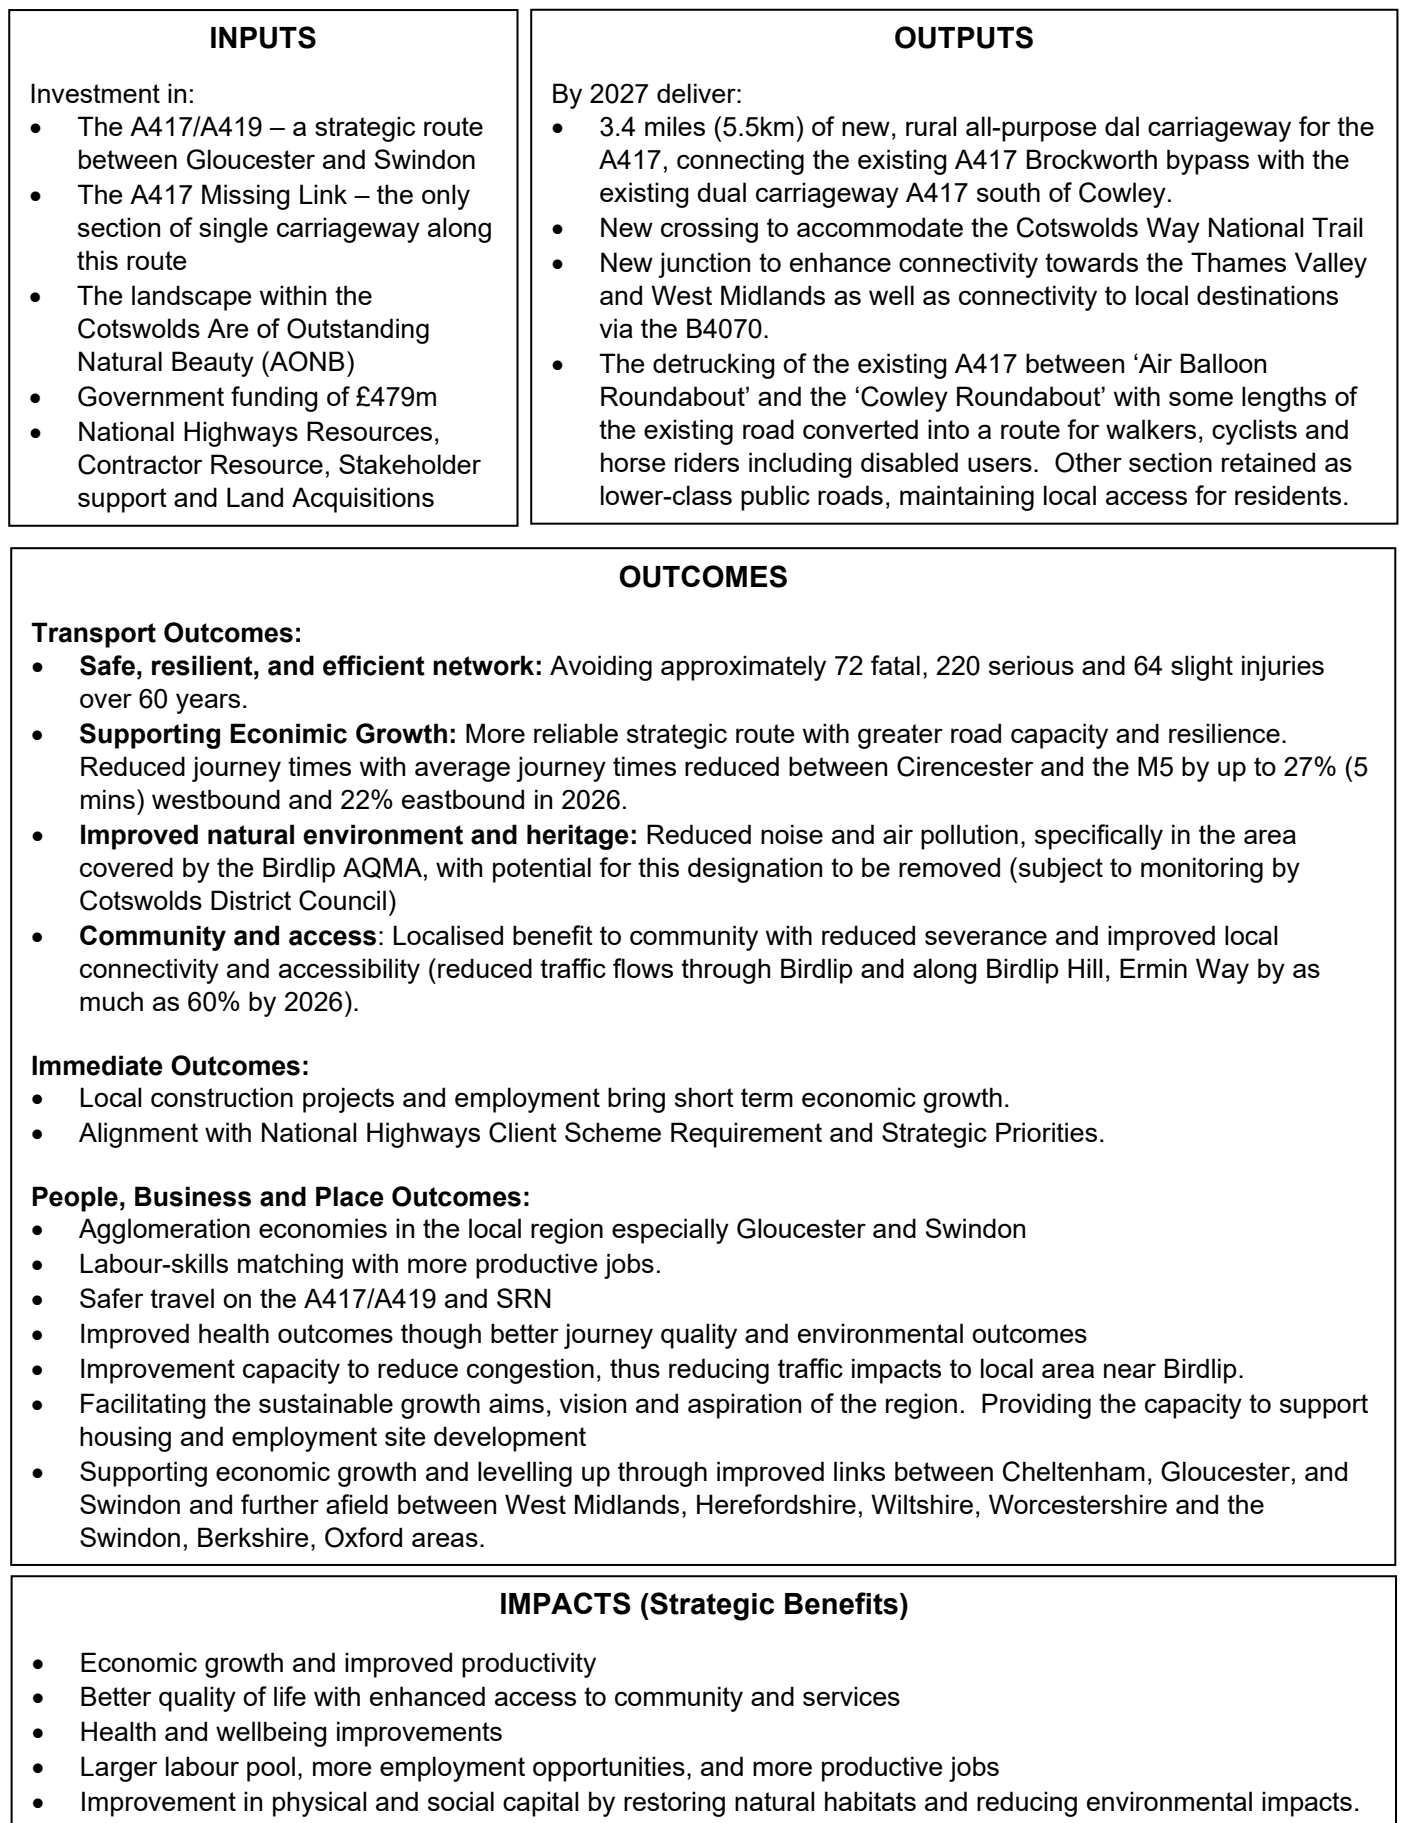 INPUTS
Investment in:
• The A417/A419 – a strategic route
between Gloucester and Swindon
• The A417 Missing Link – the only
section of single carriageway along
this route
• The landscape within the
Cotswolds Are of Outstanding
Natural Beauty (AONB)
• Government funding of £479m
• National Highways Resources,
Contractor Resource, Stakeholder
support and Land Acquisitions
OUTPUTS
By 2027 deliver:
• 3.4 miles (5.5km) of new, rural all-purpose dal carriageway for the
A417, connecting the existing A417 Brockworth bypass with the
existing dual carriageway A417 south of Cowley.
• New crossing to accommodate the Cotswolds Way National Trail
• New junction to enhance connectivity towards the Thames Valley
and West Midlands as well as connectivity to local destinations
via the B4070.
• The detrucking of the existing A417 between ‘Air Balloon
Roundabout’ and the ‘Cowley Roundabout’ with some lengths of
the existing road converted into a route for walkers, cyclists and
horse riders including disabled users.  Other section retained as
lower-class public roads, maintaining local access for residents.
OUTCOMES
Transport Outcomes:
• Safe, resilient, and efficient network: Avoiding approximately 72 fatal, 220 serious and 64 slight injuries
over 60 years.
• Supporting Econimic Growth: More reliable strategic route with greater road capacity and resilience.
Reduced journey times with average journey times reduced between Cirencester and the M5 by up to 27% (5
mins) westbound and 22% eastbound in 2026.
• Improved natural environment and heritage: Reduced noise and air pollution, specifically in the area
covered by the Birdlip AQMA, with potential for this designation to be removed (subject to monitoring by
Cotswolds District Council)
• Community and access: Localised benefit to community with reduced severance and improved local
connectivity and accessibility (reduced traffic flows through Birdlip and along Birdlip Hill, Ermin Way by as
much as 60% by 2026).
Immediate Outcomes:
• Local construction projects and employment bring short term economic growth.
• Alignment with National Highways Client Scheme Requirement and Strategic Priorities.
People, Business and Place Outcomes:
• Agglomeration economies in the local region especially Gloucester and Swindon
• Labour-skills matching with more productive jobs.
• Safer travel on the A417/A419 and SRN
• Improved health outcomes though better journey quality and environmental outcomes
• Improvement capacity to reduce congestion, thus reducing traffic impacts to local area near Birdlip.
• Facilitating the sustainable growth aims, vision and aspiration of the region.  Providing the capacity to support
housing and employment site development
• Supporting economic growth and levelling up through improved links between Cheltenham, Gloucester, and
Swindon and further afield between West Midlands, Herefordshire, Wiltshire, Worcestershire and the
Swindon, Berkshire, Oxford areas.
IMPACTS (Strategic Benefits)
• Economic growth and improved productivity
• Better quality of life with enhanced access to community and services
• Health and wellbeing improvements
• Larger labour pool, more employment opportunities, and more productive jobs
• Improvement in physical and social capital by restoring natural habitats and reducing environmental impacts.